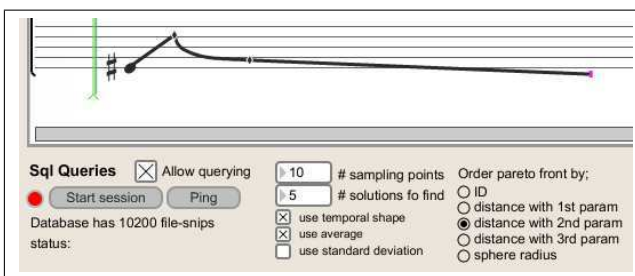 Sql Queries
Allow querying
Start session
Ping
Database has 10200 file-snips
status:
10 # sampling points
5 # solutions fo find
use temporal shape
use average
use standard deviation
Order pareto front by;
ID
distance with 1st param
distance with 2nd param
distance with 3rd param
sphere radius